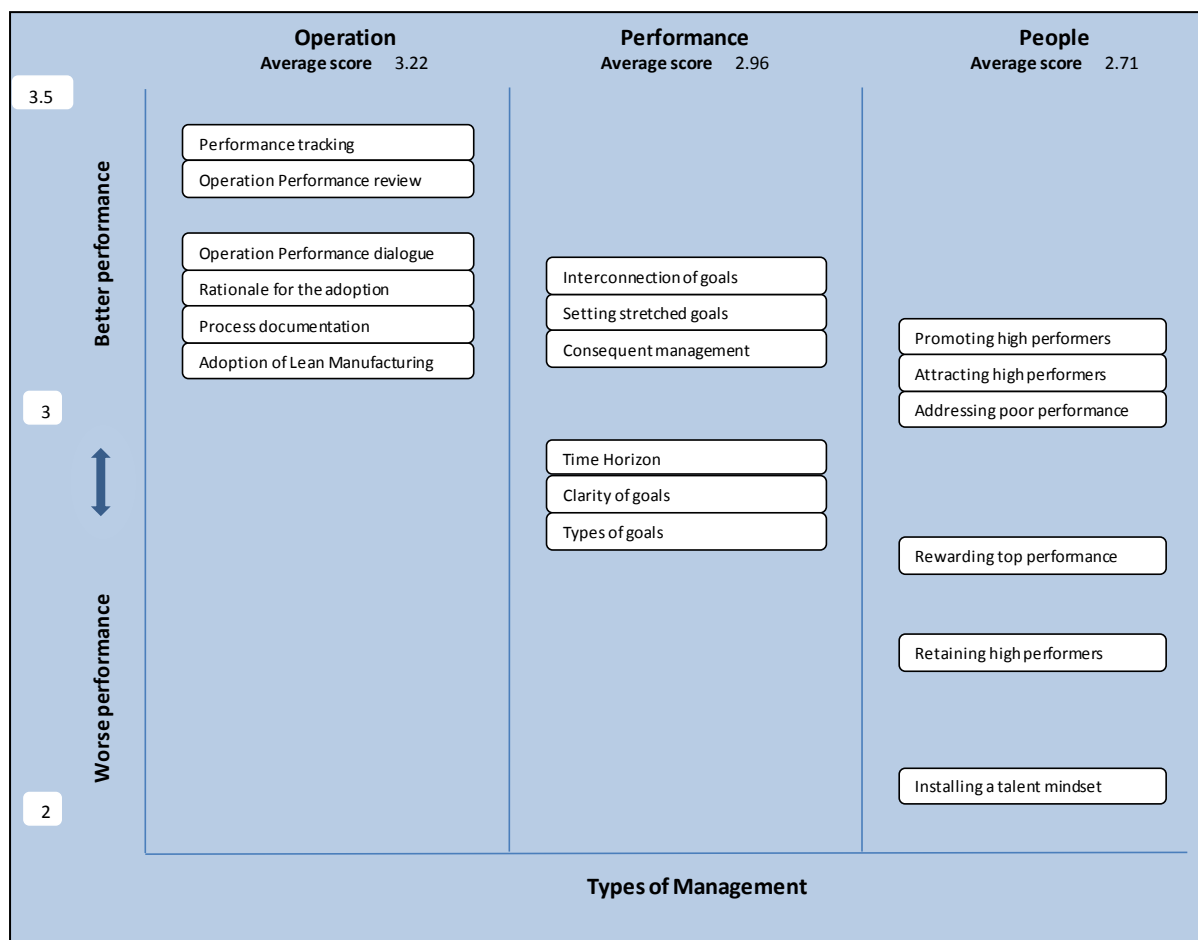 Operation
Average score 3.22
Performance
Average score 2.96
People
Average score 2.71
3.5
3
2
Better performance
Worse performance
Performance tracking
Operation Performance review
Operation Performance dialogue
Rationale for the adoption
Process documentation
Adoption of Lean Manufacturing
Interconnection of goals
Setting stretched goals
Consequent management
Time Horizon
Clarity of goals
Types of goals
Promoting high performers
Attracting high performers
Addressing poor performance
Rewarding top performance
Retaining high performers
Installing a talent mindset
Types of Management